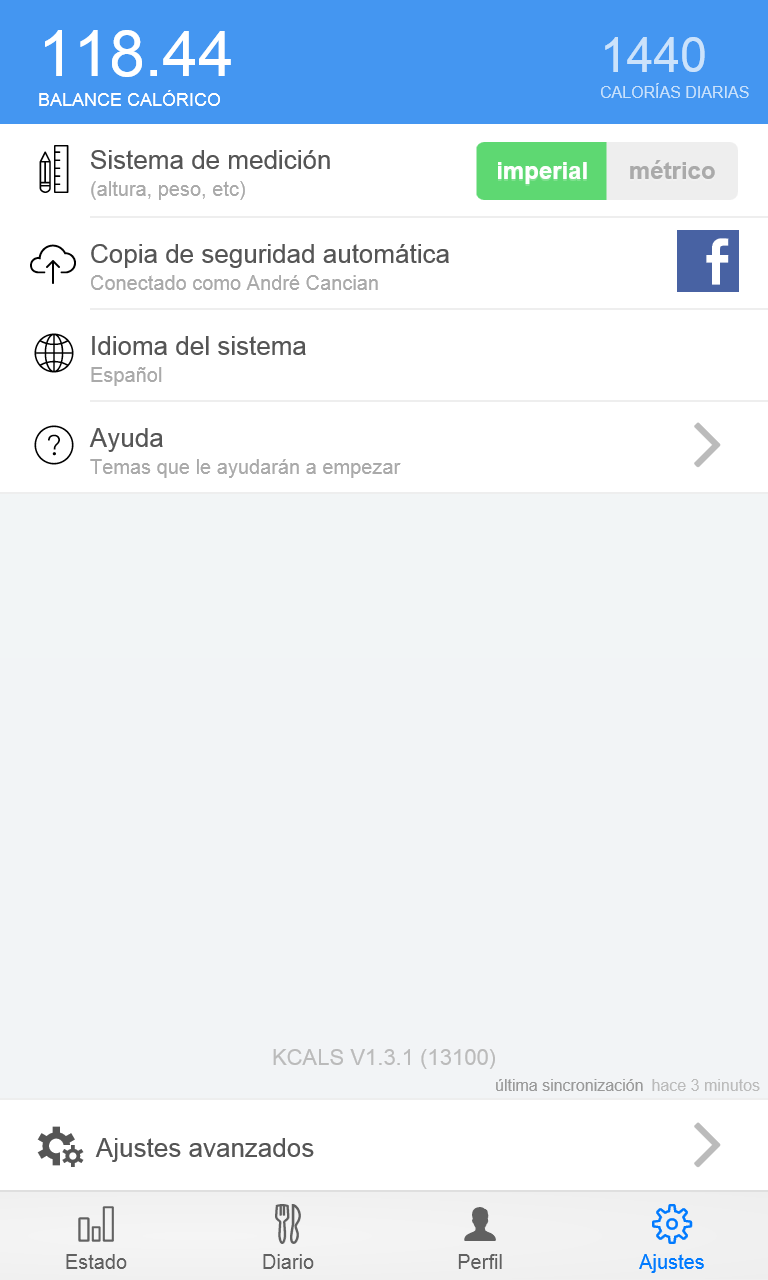 118.44
1440
BALANCE CALÓRICO
CALORÍAS DIARIAS
Sistema de medición
(altura, peso, etc)
imperial
métrico
Copia de seguridad automática
Conectado como André Cancian
f
Idioma del sistema
Español
?
Ayuda
Temas que le ayudarán a empezar
KCALS V1.3.1 (13100)
última sincronización hace 3 minutos
Ajustes avanzados
Estado
Diario
Perfil
Ajustes